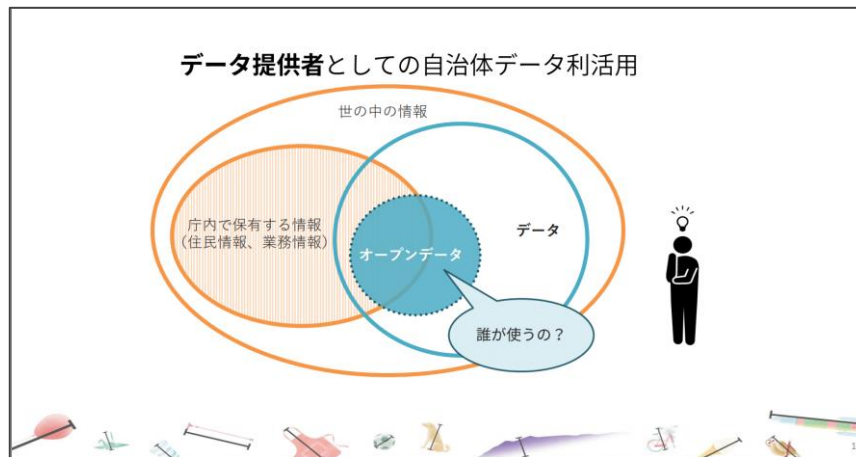 データ提供者としての自治体データ利活用
世の中の情報
庁内で保有する情報
（住民情報、業務情報）
データ
オープンデータ
誰が使うの？
1